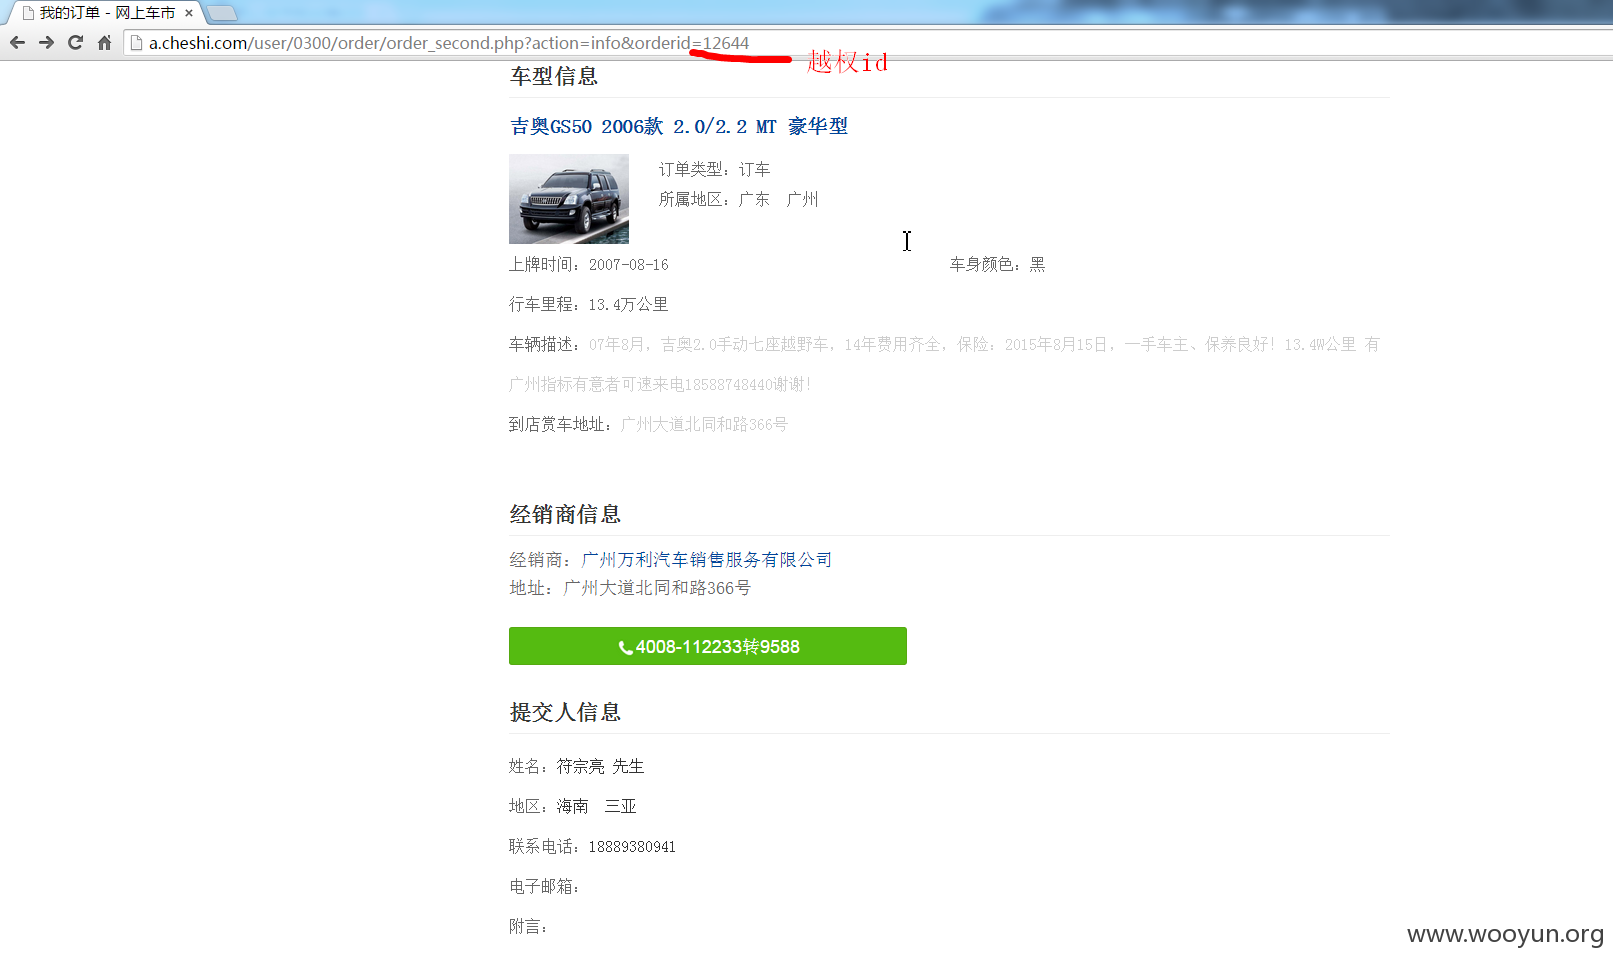 我的订单 - 网上车市
a.cheshi.com/user/0300/order/order_second.php?action=info&orderid=12644
越权id
车型信息
吉奥GS50 2006款 2.0/2.2 MT 豪华型
订单类型：订车
所属地区：广东 广州
上牌时间：2007-08-16 车身颜色：黑
行车里程：13.4万公里
车辆描述：07年8月，吉奥2.0手动七座越野车，14年费用齐全，保险：2015年8月15日，一手车主、保养良好！13.4W公里 有
广州指标有意者可速来电18588748440谢谢！
到店赏车地址：广州大道北同和路366号
经销商信息
经销商：广州万利汽车销售服务有限公司
地址：广州大道北同和路366号
4008-112233转9588
提交人信息
姓名：符宗亮 先生
地区：海南 三亚
联系电话：18889380941
电子邮箱：
附言：
www.wooyun.org